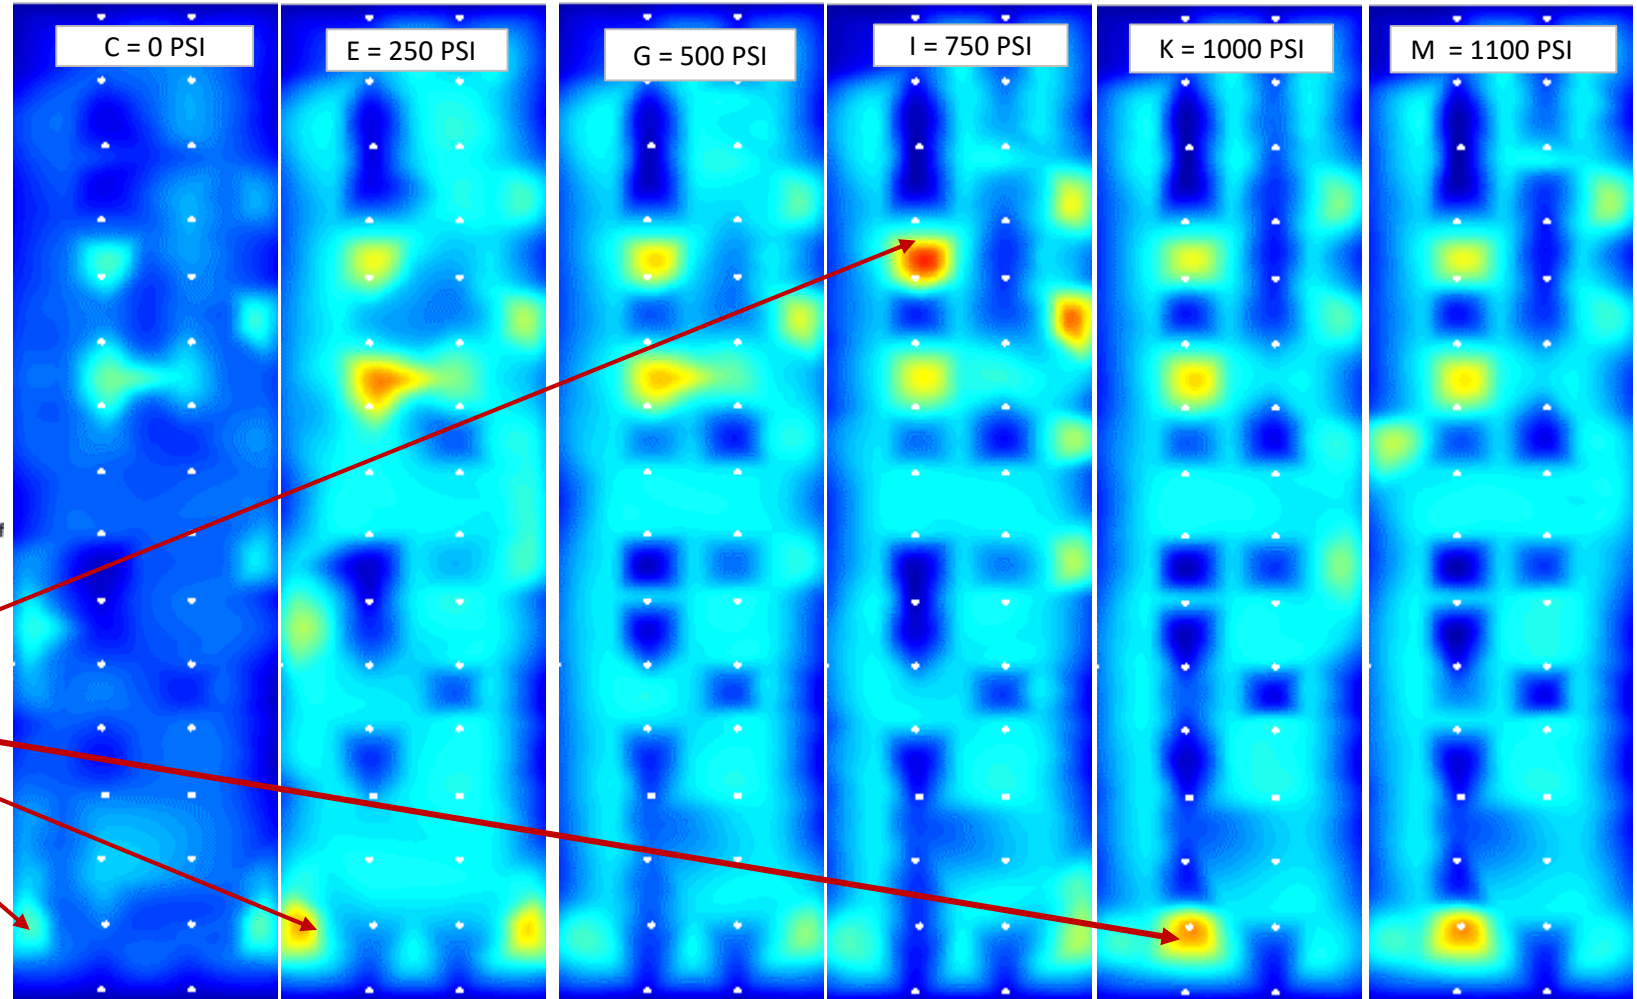 C = 0 PSI
E = 250 PSI
G = 500 PSI
I = 750 PSI
K = 1000 PSI
M = 1100 PSI